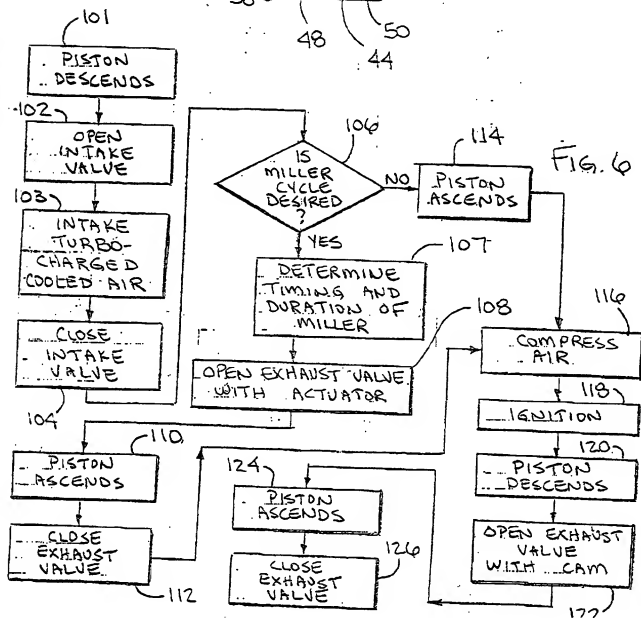 48
50
44
101
PISTON
DESCENDS
102
OPEN
INTAKE
VALVE
103
INTAKE
TURBO-
CHARGED
COOLED AIR
CLOSE
INTAKE
VALVE
104
106
IS
MILLER
CYCLE
DESIRED
?
NO
YES
114
PISTON
ASCENDS
FIG. 6
107
DETERMINE
TIMING AND
DURATION OF
MILLER
108
OPEN EXHAUST VALVE
WITH ACTUATOR
110
PISTON
ASCENDS
CLOSE
EXHAUST
VALVE
112
116
COMPRESS
AIR
118
IGNITION
120
PISTON
DESCENDS
OPEN EXHAUST
VALVE
WITH CAM
122
124
PISTON
ASCENDS
126
CLOSE
EXHAUST
VALVE